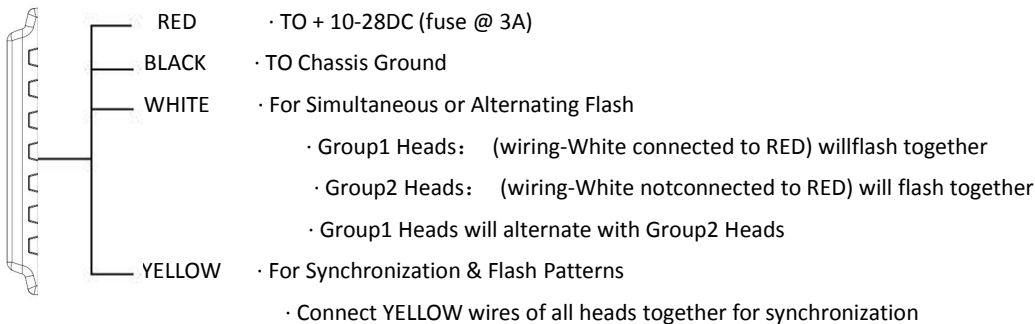 RED · TO + 10-28DC (fuse @ 3A)
BLACK · TO Chassis Ground
WHITE · For Simultaneous or Alternating Flash
· Group1 Heads： (wiring-White connected to RED) willflash together
· Group2 Heads： (wiring-White notconnected to RED) will flash together
· Group1 Heads will alternate with Group2 Heads
YELLOW · For Synchronization & Flash Patterns
· Connect YELLOW wires of all heads together for synchronization